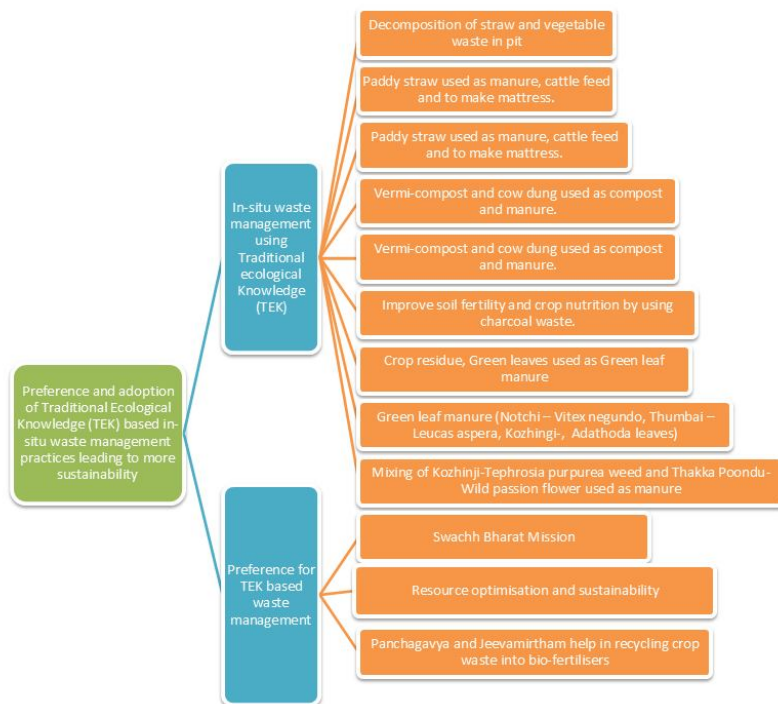 Preference and adoption
of Traditional Ecological
Knowledge (TEK) based in-
situ waste management
practices leading to more
sustainability
In-situ waste
management
using
Traditional
ecological
Knowledge
(TEK)
Decomposition of straw and vegetable
waste in pit
Paddy straw used as manure, cattle feed
and to make mattress.
Paddy straw used as manure, cattle feed
and to make mattress.
Vermi-compost and cow dung used as compost
and manure.
Vermi-compost and cow dung used as compost
and manure.
Improve soil fertility and crop nutrition by using
charcoal waste.
Crop residue, Green leaves used as Green leaf
manure
Green leaf manure (Notchi – Vitex negundo, Thumbai –
Leucas aspera, Kozhingi-, Adathoda leaves)
Mixing of Kozhinji-Tephrosia purpurea weed and Thakka Poondu-
Wild passion flower used as manure
Preference for
TEK based
waste
management
Swachh Bharat Mission
Resource optimisation and sustainability
Panchagavya and Jeevamirtham help in recycling crop
waste into bio-fertilisers